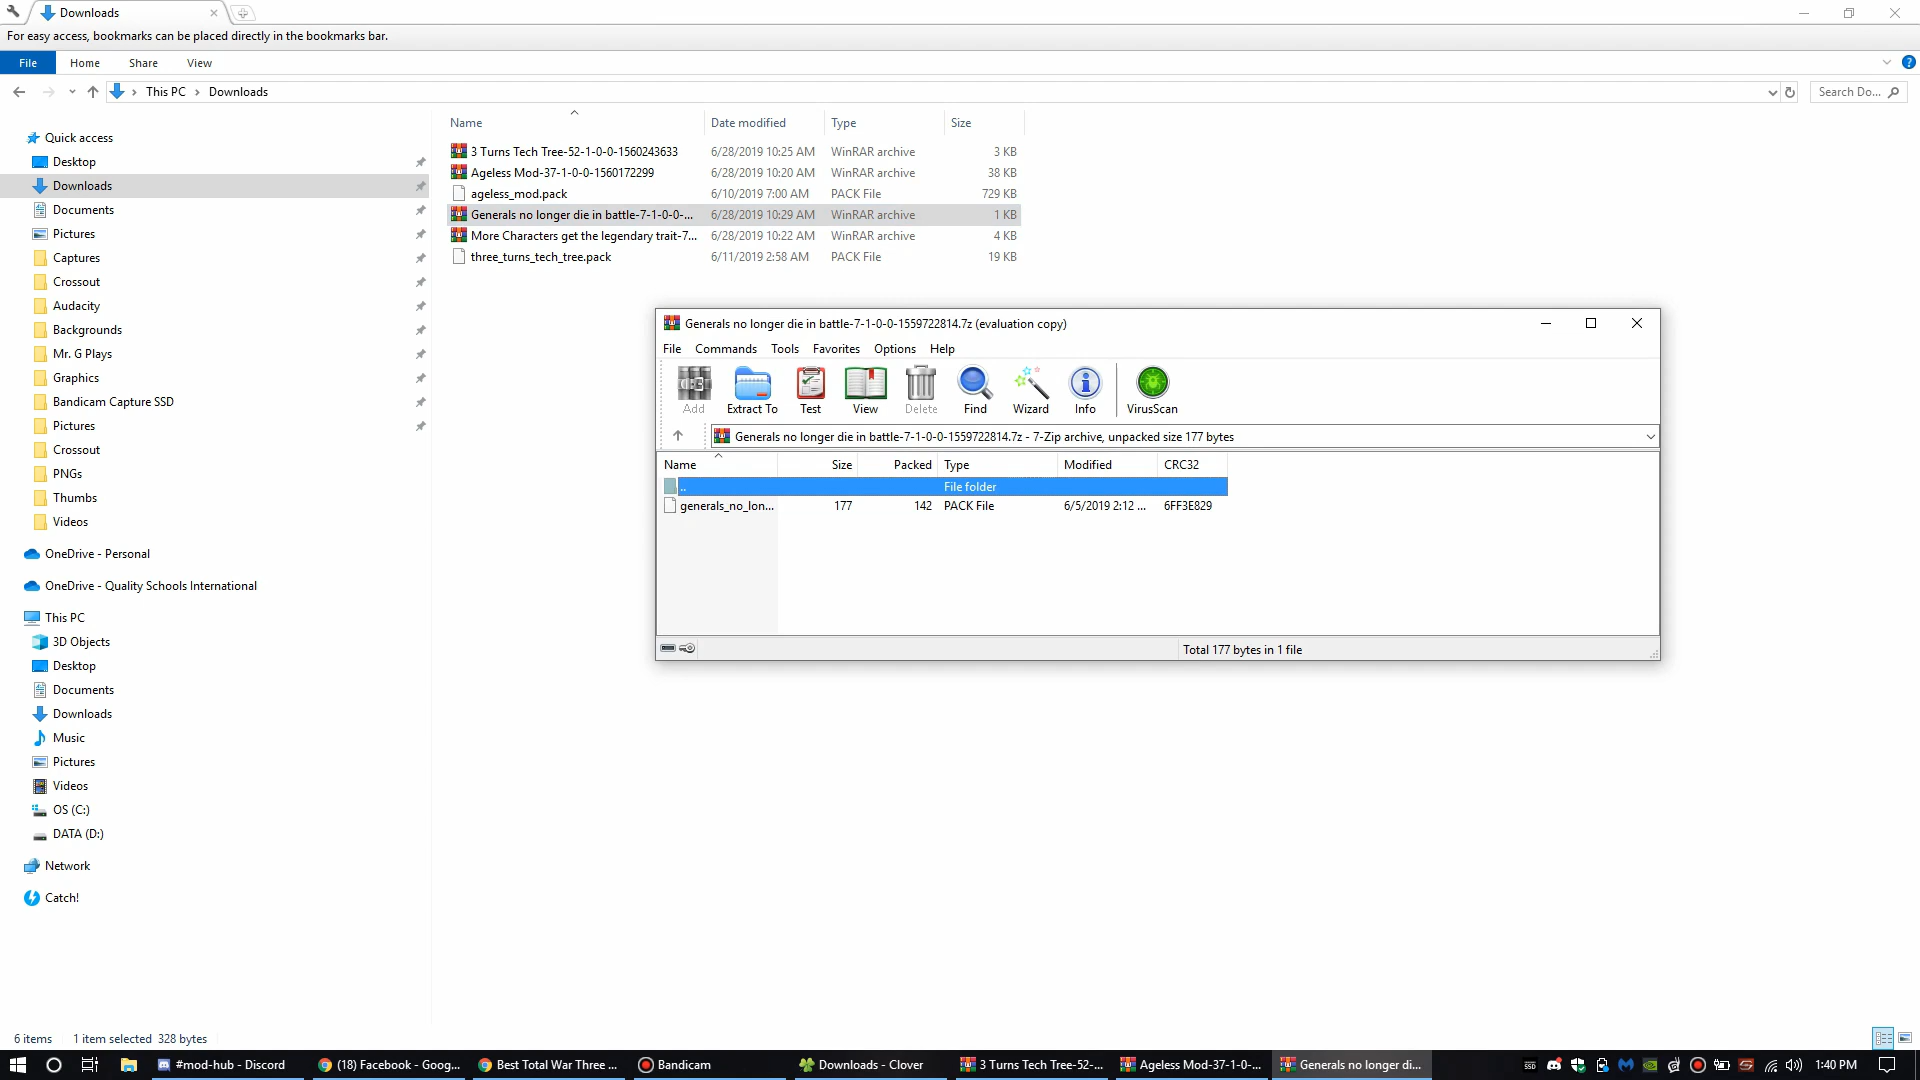 Downloads
For easy access, bookmarks can be placed directly in the bookmarks bar.
File Home Share View
This PC Downloads Search Do...
Name Date modified Type Size
3 Turns Tech Tree-52-1-0-0-1560243633 6/28/2019 10:25 AM WinRAR archive 3 KB
Ageless Mod-37-1-0-0-1560172299 6/28/2019 10:20 AM WinRAR archive 38 KB
ageless_mod.pack 6/10/2019 7:00 AM PACK File 729 KB
Generals no longer die in battle-7-1-0-0-... 6/28/2019 10:29 AM WinRAR archive 1 KB
More Characters get the legendary trait-7... 6/28/2019 10:22 AM WinRAR archive 4 KB
three_turns_tech_tree.pack 6/11/2019 2:58 AM PACK File 19 KB
Quick access
Desktop
Downloads
Documents
Pictures
Captures
Crossout
Audacity
Backgrounds
Mr. G Plays
Graphics
Bandicam Capture SSD
Pictures
Crossout
PNGs
Thumbs
Videos
OneDrive - Personal
OneDrive - Quality Schools International
This PC
3D Objects
Desktop
Documents
Downloads
Music
Pictures
Videos
OS (C:)
DATA (D:)
Network
Catch!
Generals no longer die in battle-7-1-0-0-1559722814.7z (evaluation copy)
File Commands Tools Favorites Options Help
Add Extract To Test View Delete Find Wizard Info VirusScan
Generals no longer die in battle-7-1-0-0-1559722814.7z - 7-Zip archive, unpacked size 177 bytes
Name Size Packed Type Modified CRC32
.. File folder
generals_no_lon... 177 142 PACK File 6/5/2019 2:12 ... 6FF3E829
Total 177 bytes in 1 file
6 items 1 item selected 328 bytes
#mod-hub - Discord (18) Facebook - Goog... Best Total War Three ... Bandicam Downloads - Clover 3 Turns Tech Tree-52-... Ageless Mod-37-1-0-... Generals no longer di... SSD 1:40 PM